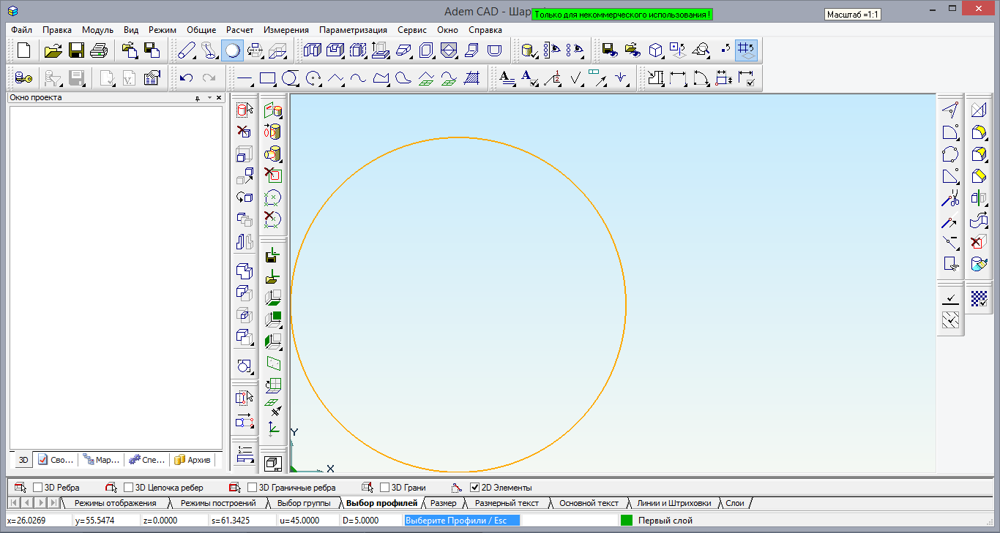 Adem CAD - Шар
Только для некоммерческого использования !
Масштаб =1:1
Файл Правка Модуль Вид Режим Общие Расчет Измерения Параметризация Сервис Окно Справка
Окно проекта
Y
X
3D Сво... Мар... Спе... Архив
3D Ребра 3D Цепочка ребер 3D Граничные ребра 3D Грани 2D Элементы
Режимы отображения Режимы построений Выбор группы Выбор профилей Размер Размерный текст Основной текст Линии и Штриховки Слои
x=26.0269 y=55.5474 z=0.0000 s=61.3425 u=45.0000 D=5.0000 Выберите Профили / Esc Первый слой